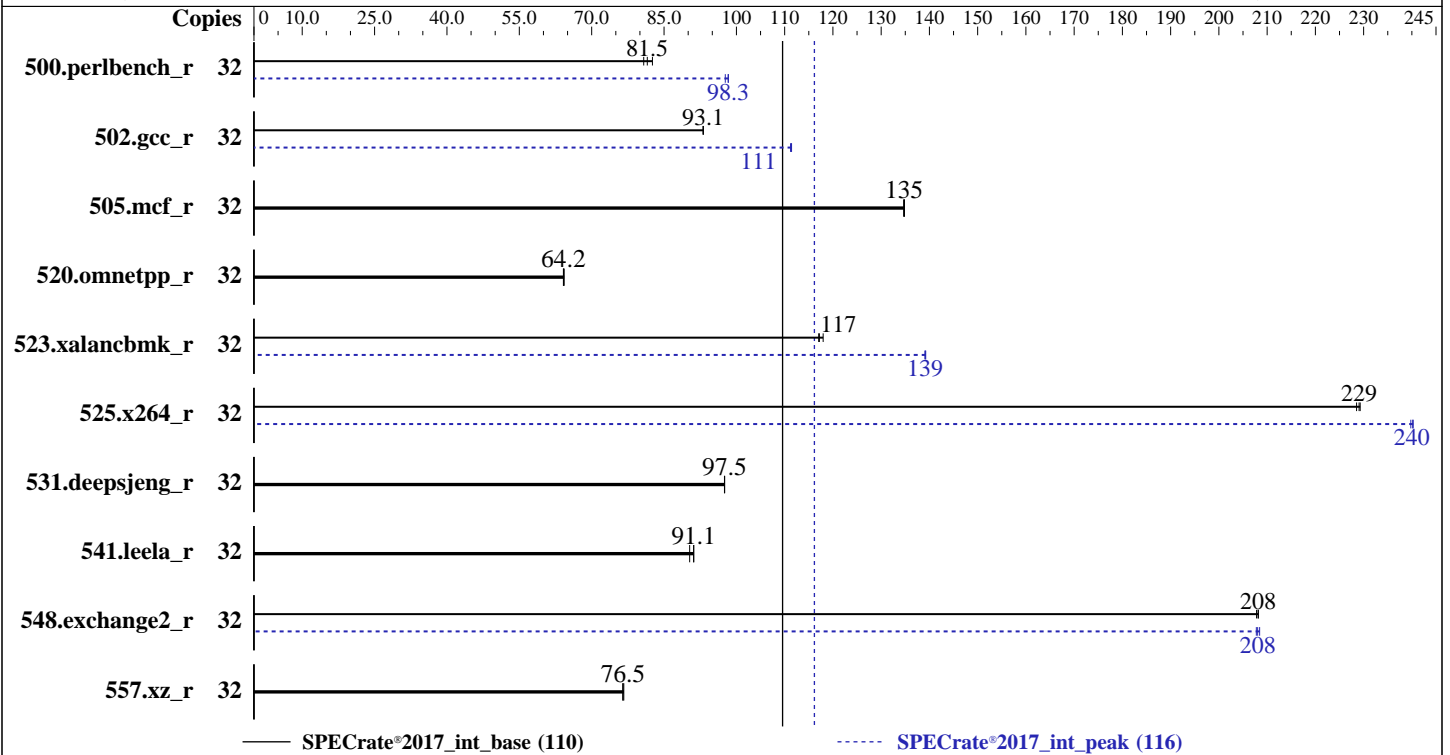 Copies 0 10.0 25.0 40.0 55.0 70.0 85.0 100 110 120 130 140 150 160 170 180 190 200 210 220 230 245
81.5
500.perlbench_r 32
98.3
93.1
502.gcc_r 32
111
135
505.mcf_r 32
64.2
520.omnetpp_r 32
117
523.xalancbmk_r 32
139
229
525.x264_r 32
240
97.5
531.deepsjeng_r 32
91.1
541.leela_r 32
208
548.exchange2_r 32
208
76.5
557.xz_r 32
SPECrate®2017_int_base (110) SPECrate®2017_int_peak (116)